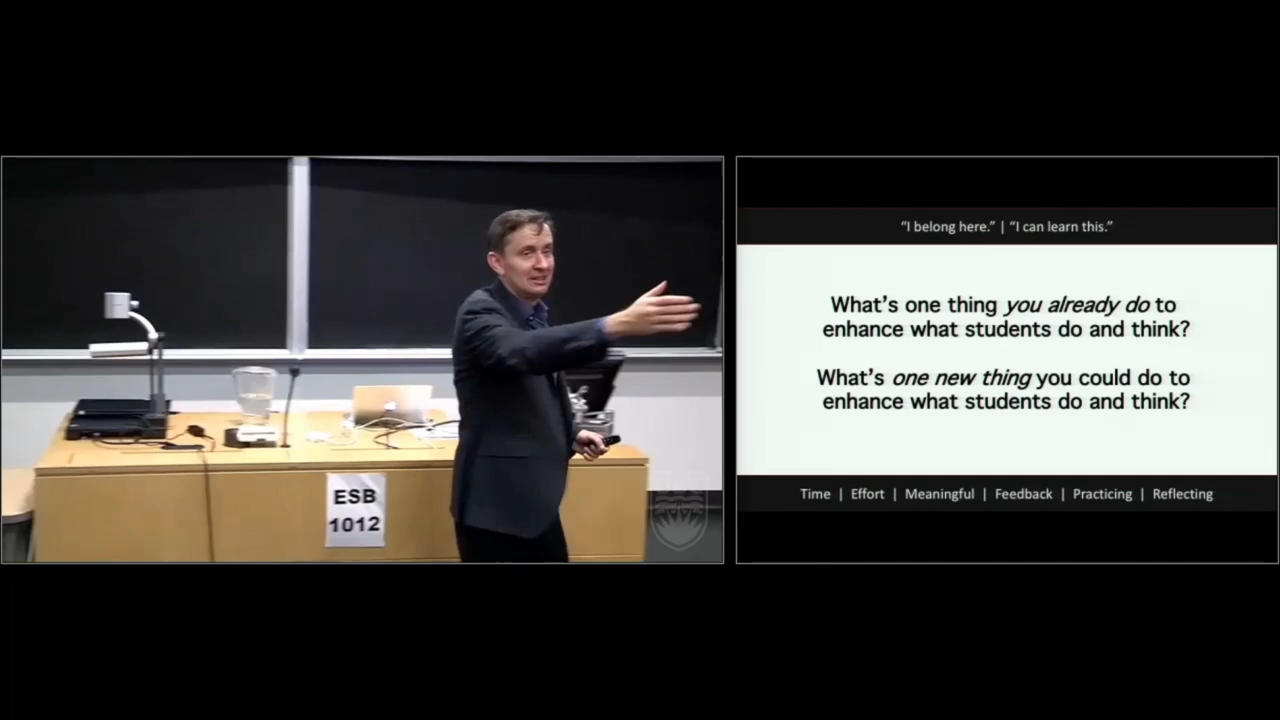 ESB
1012
“I belong here.” | “I can learn this.”
What’s one thing you already do to
enhance what students do and think?
What’s one new thing you could do to
enhance what students do and think?
Time | Effort | Meaningful | Feedback | Practicing | Reflecting